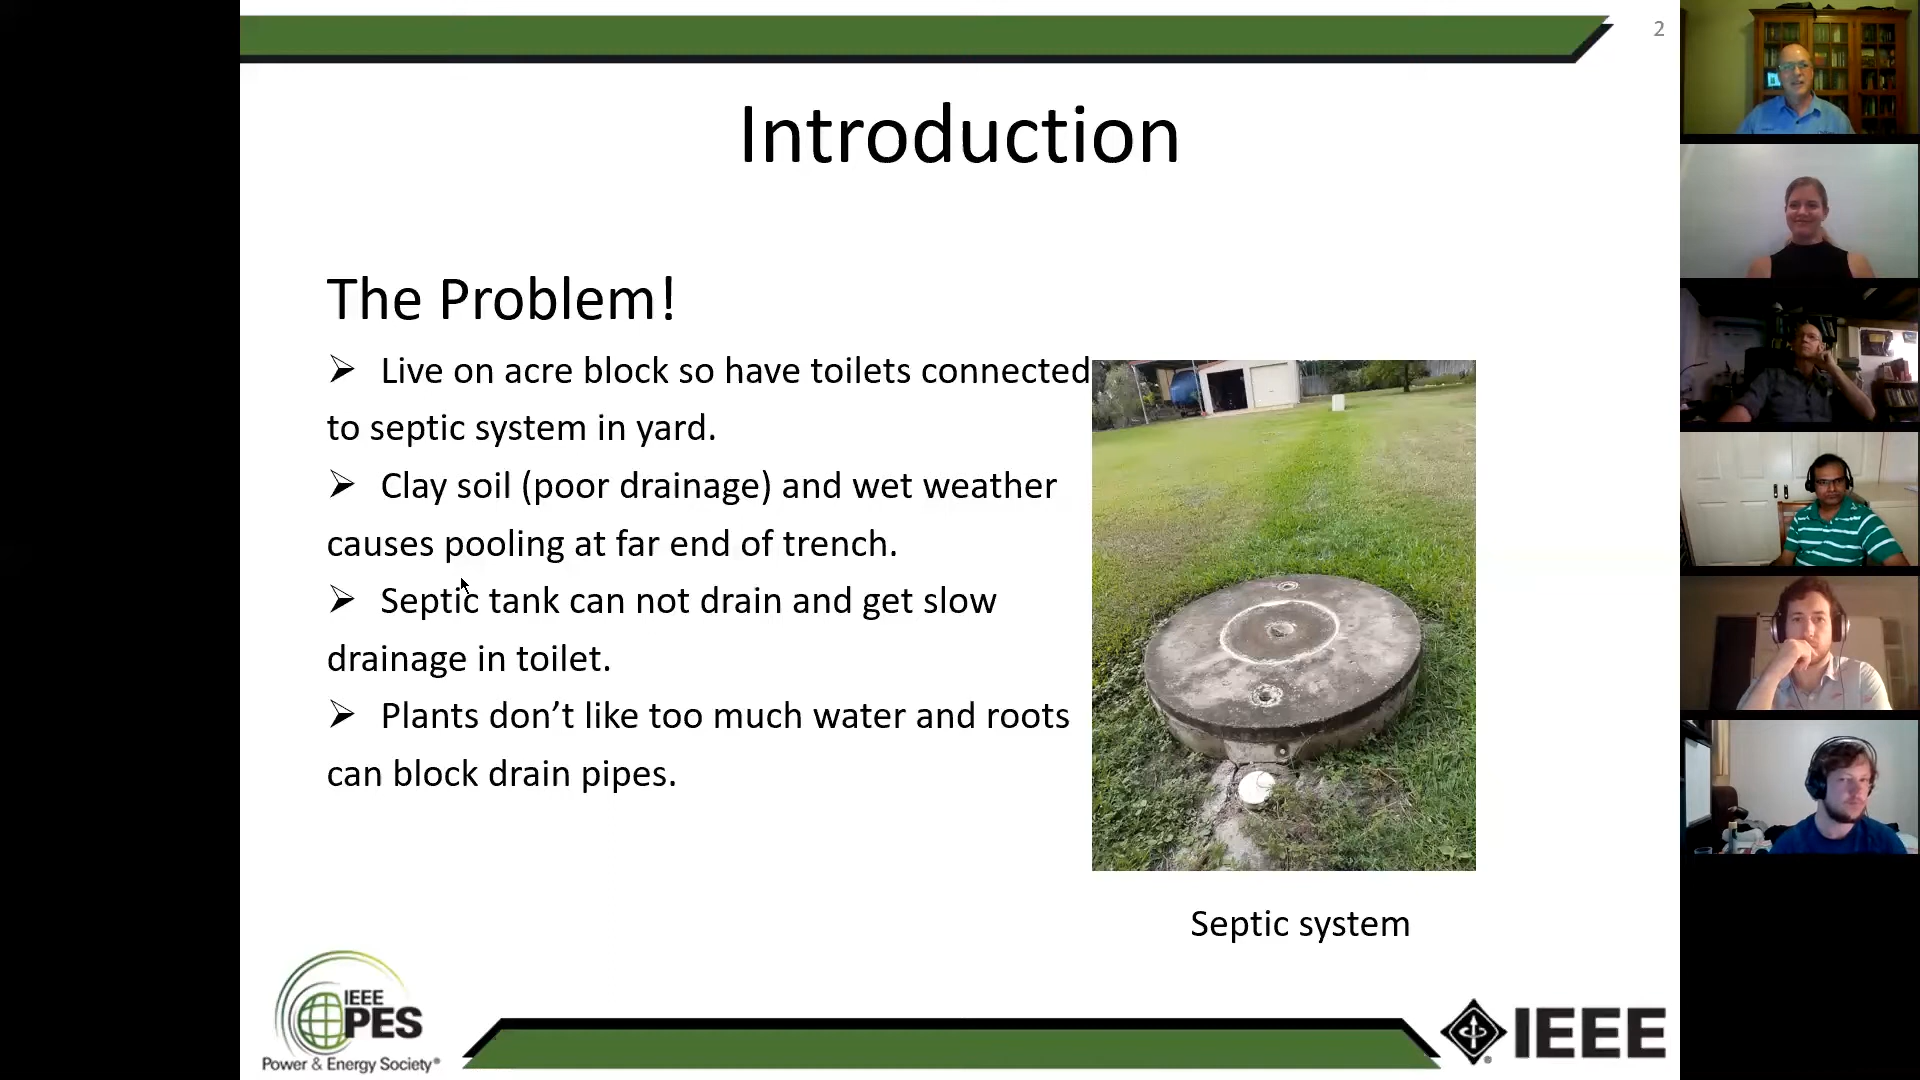 2
Introduction
The Problem!
➢ Live on acre block so have toilets connected
to septic system in yard.
➢ Clay soil (poor drainage) and wet weather
causes pooling at far end of trench.
➢ Septic tank can not drain and get slow
drainage in toilet.
➢ Plants don’t like too much water and roots
can block drain pipes.
Septic system
IEEE
PES
Power & Energy Society®
IEEE